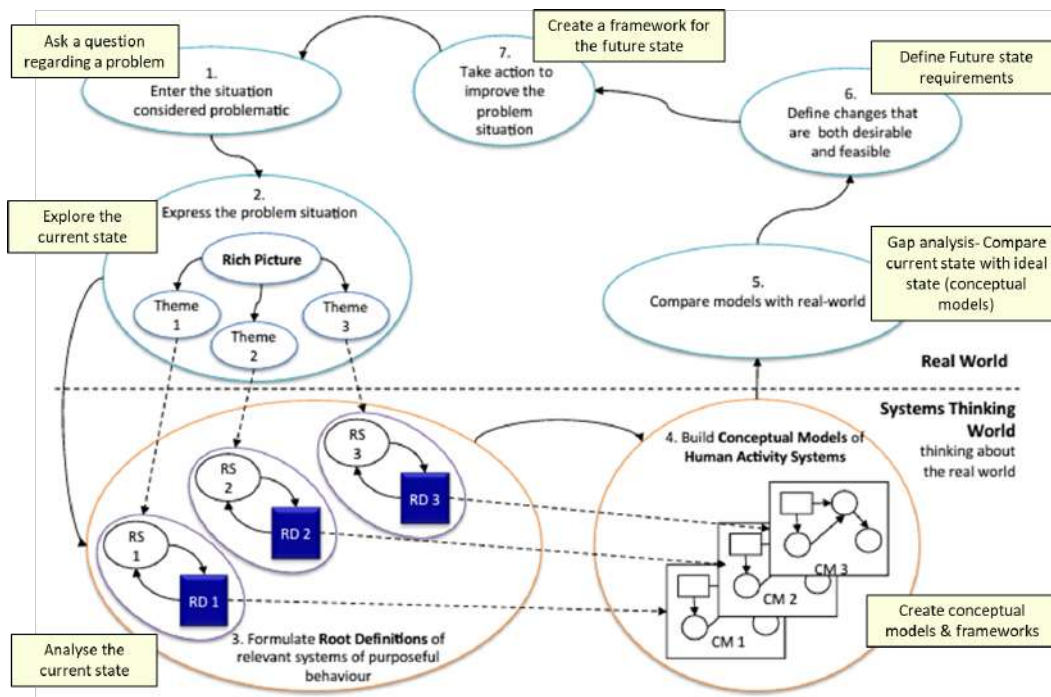 Ask a question
regarding a problem
1.
Enter the situation
considered problematic
7.
Take action to
improve the
problem
situation
Create a framework for
the future state
Define Future state
requirements
6.
Define changes that
are both desirable
and feasible
Explore the
current state
2.
Express the problem situation
Rich Picture
Theme
1
Theme
2
Theme
3
5.
Compare models with real-world
Gap analysis- Compare
current state with ideal
state (conceptual
models)
Real World
Systems Thinking
World
thinking about
the real world
RS
1
RD 1
RS
2
RD 2
RS
3
RD 3
3. Formulate Root Definitions of
relevant systems of purposeful
behaviour
Analyse the
current state
4. Build Conceptual Models of
Human Activity Systems
CM 3
CM 2
CM 1
Create conceptual
models & frameworks